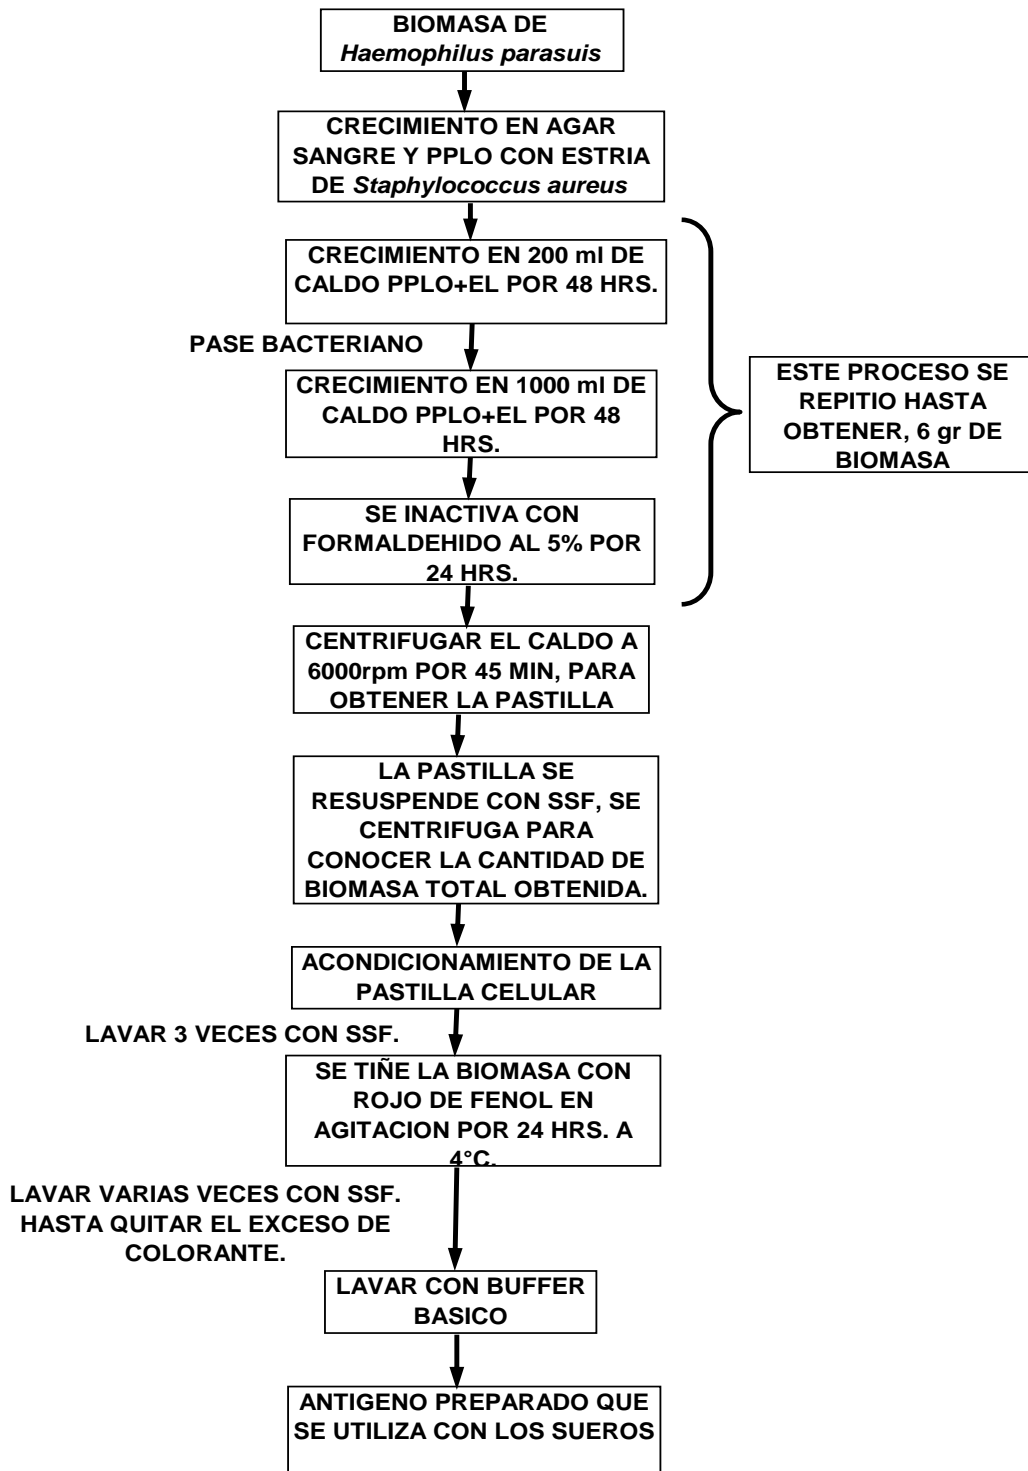 BIOMASA DE
Haemophilus parasuis
CRECIMIENTO EN AGAR
SANGRE Y PPLO CON ESTRIA
DE Staphylococcus aureus
CRECIMIENTO EN 200 ml DE
CALDO PPLO+EL POR 48 HRS.
PASE BACTERIANO
CRECIMIENTO EN 1000 ml DE
CALDO PPLO+EL POR 48
HRS.
ESTE PROCESO SE
REPITIO HASTA
OBTENER, 6 gr DE
BIOMASA
SE INACTIVA CON
FORMALDEHIDO AL 5% POR
24 HRS.
CENTRIFUGAR EL CALDO A
6000rpm POR 45 MIN, PARA
OBTENER LA PASTILLA
LA PASTILLA SE
RESUSPENDE CON SSF, SE
CENTRIFUGA PARA
CONOCER LA CANTIDAD DE
BIOMASA TOTAL OBTENIDA.
ACONDICIONAMIENTO DE LA
PASTILLA CELULAR
LAVAR 3 VECES CON SSF.
SE TIÑE LA BIOMASA CON
ROJO DE FENOL EN
AGITACION POR 24 HRS. A
4°C.
LAVAR VARIAS VECES CON SSF.
HASTA QUITAR EL EXCESO DE
COLORANTE.
LAVAR CON BUFFER
BASICO
ANTIGENO PREPARADO QUE
SE UTILIZA CON LOS SUEROS